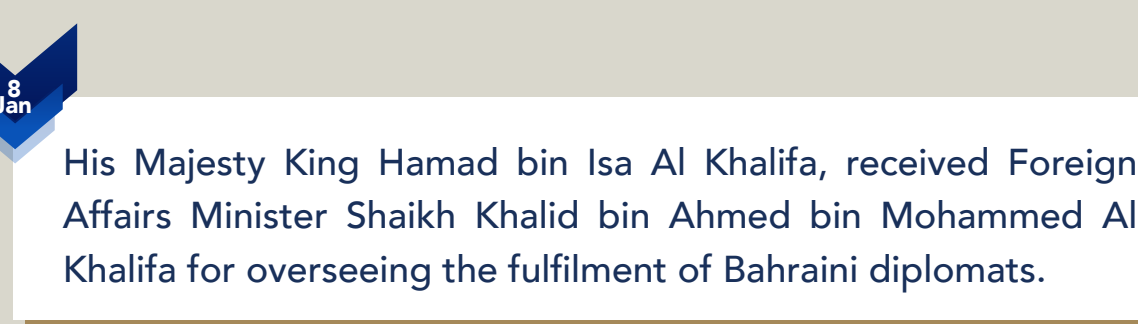 8
Jan
His Majesty King Hamad bin Isa Al Khalifa, received Foreign
Affairs Minister Shaikh Khalid bin Ahmed bin Mohammed Al
Khalifa for overseeing the fulfilment of Bahraini diplomats.